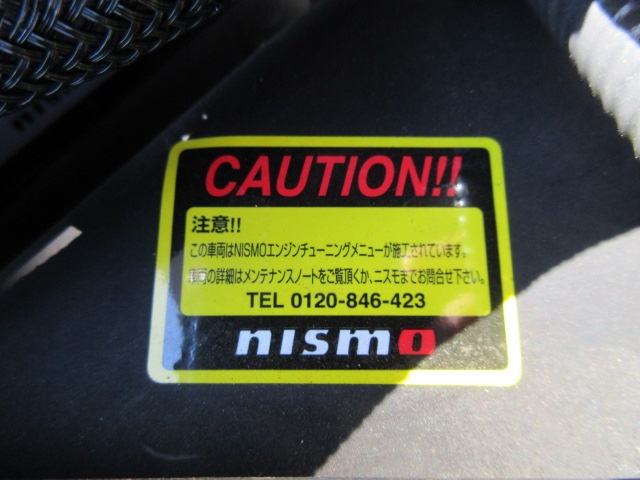 CAUTION!!
注意!!
この車両はNISMOエンジンチューニングメニューが施工されています。
車両の詳細はメンテナンスノートをご覧頂くか、ニスモまでお問合せ下さい。
TEL 0120-846-423
nismo